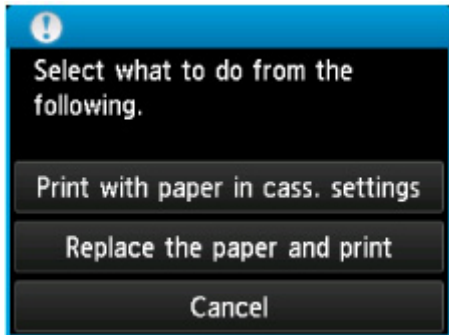 Select what to do from the
following.
Print with paper in cass. settings
Replace the paper and print
Cancel